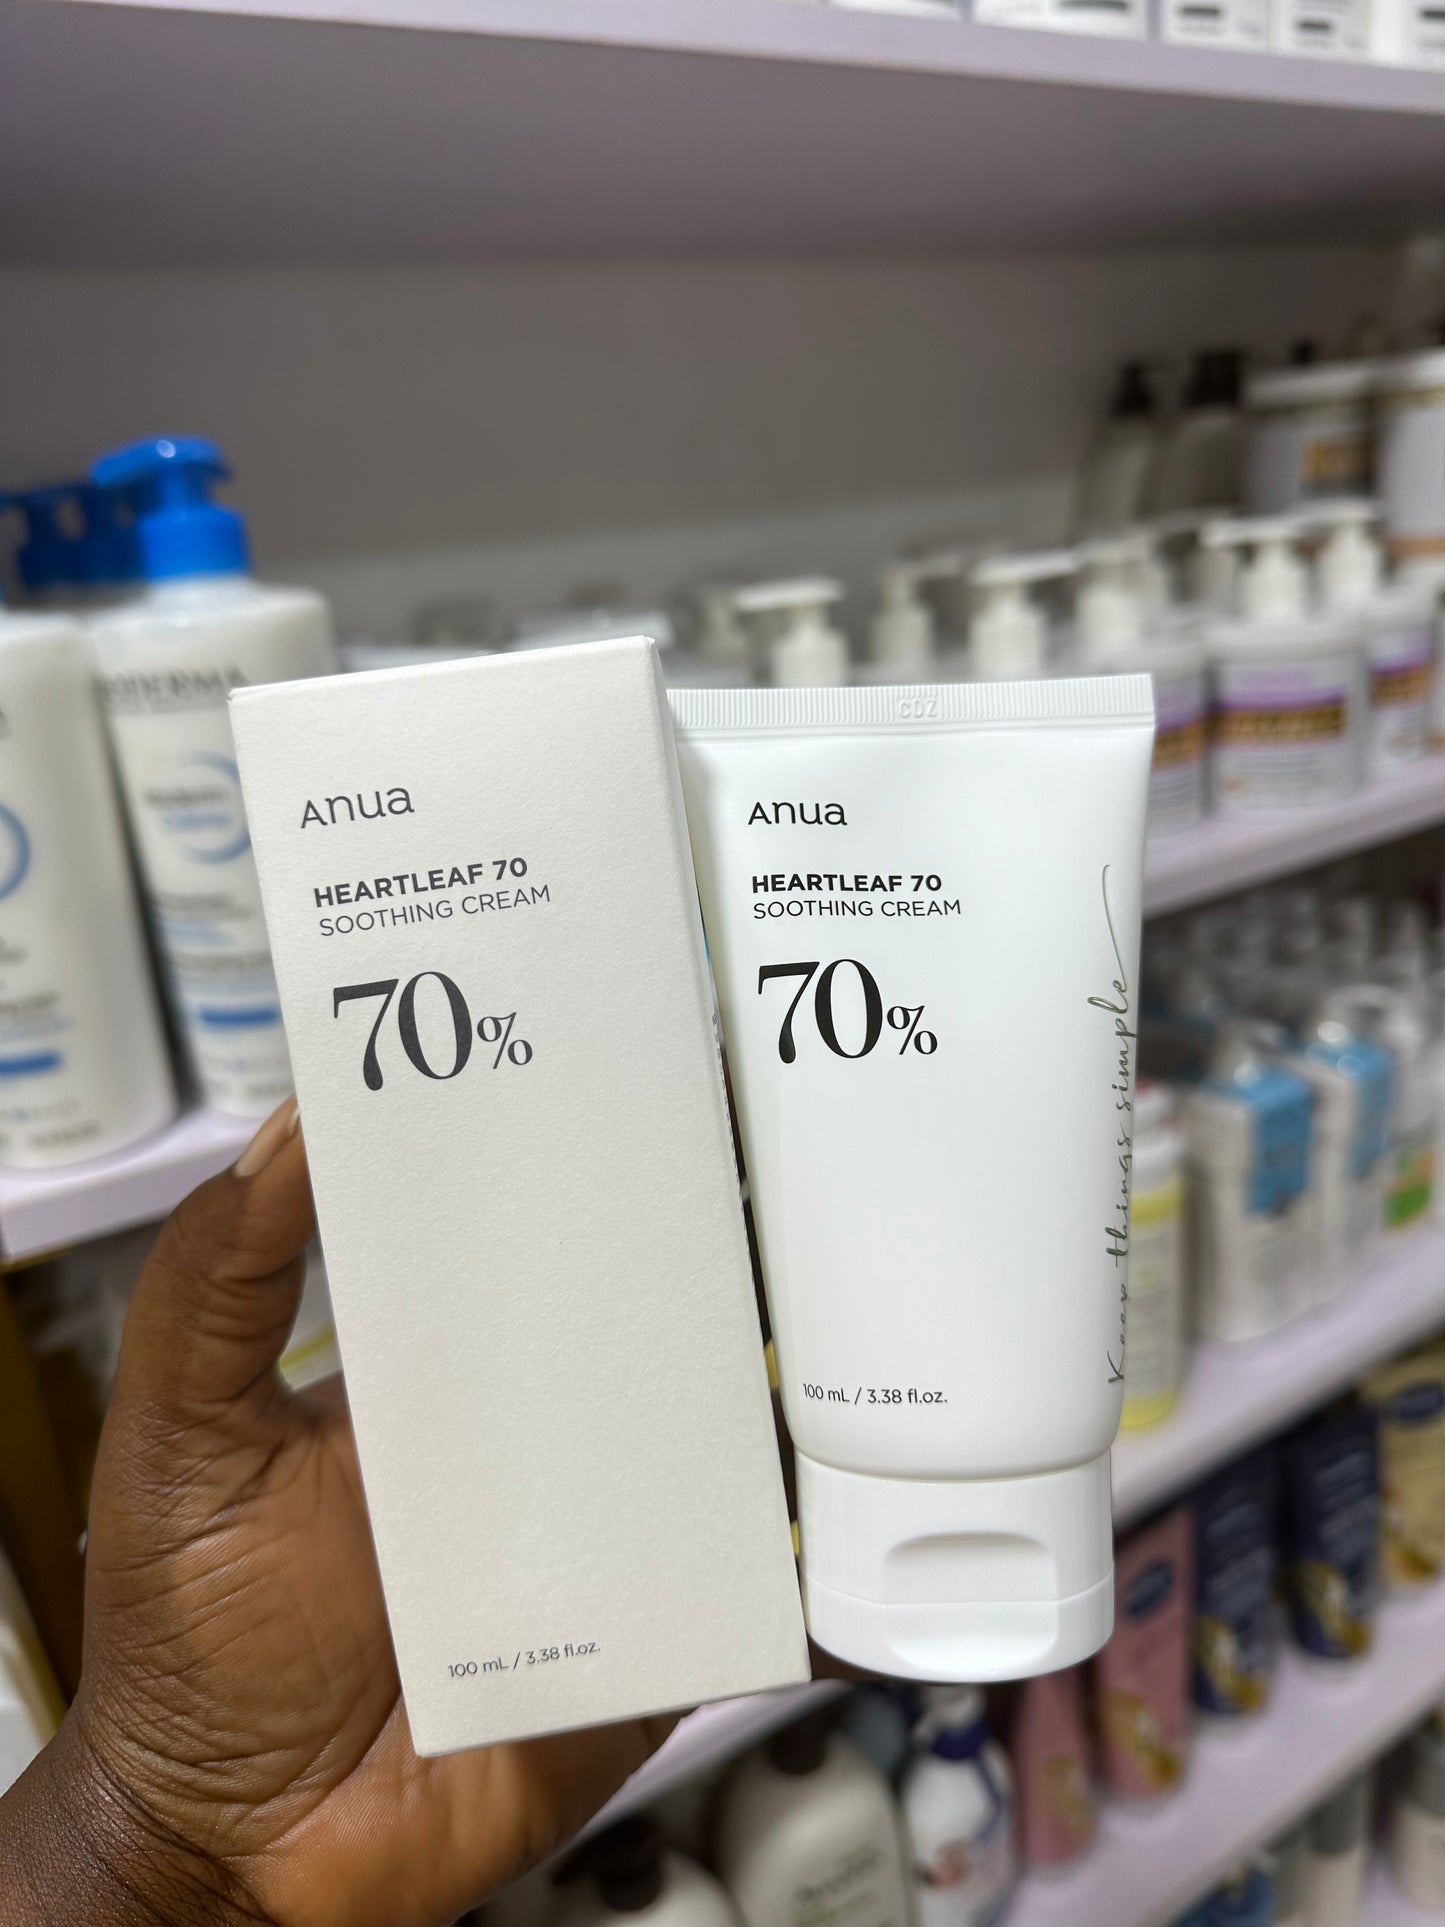 Anua
HEARTLEAF 70
SOOTHING CREAM
70%
100 mL / 3.38 fl.oz.
CDZ
Anua
HEARTLEAF 70
SOOTHING CREAM
70%
Keep things simple
100 mL / 3.38 fl.oz.